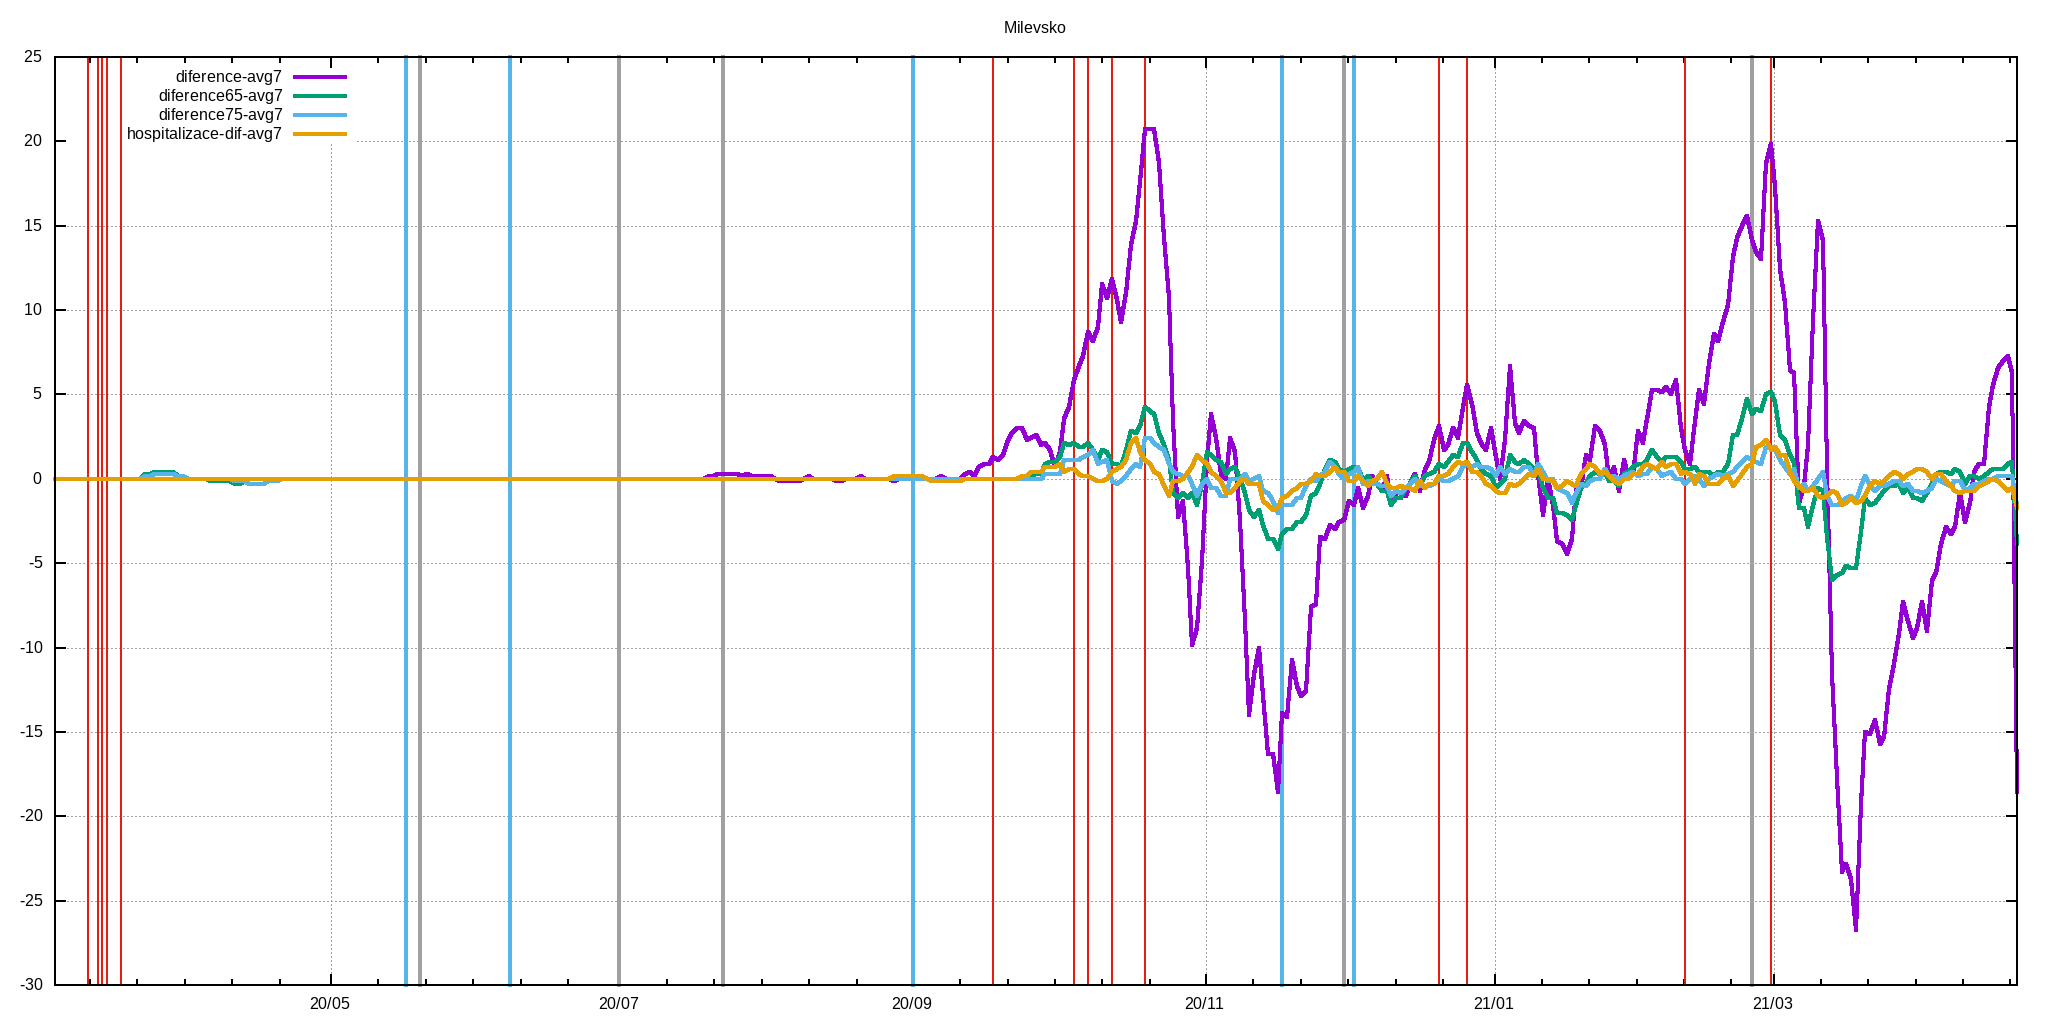 Milevsko
diference-avg7
diference65-avg7
diference75-avg7
hospitalizace-dif-avg7
25
20
15
10
5
0
-5
-10
-15
-20
-25
-30
20/05 20/07 20/09 20/11 21/01 21/03